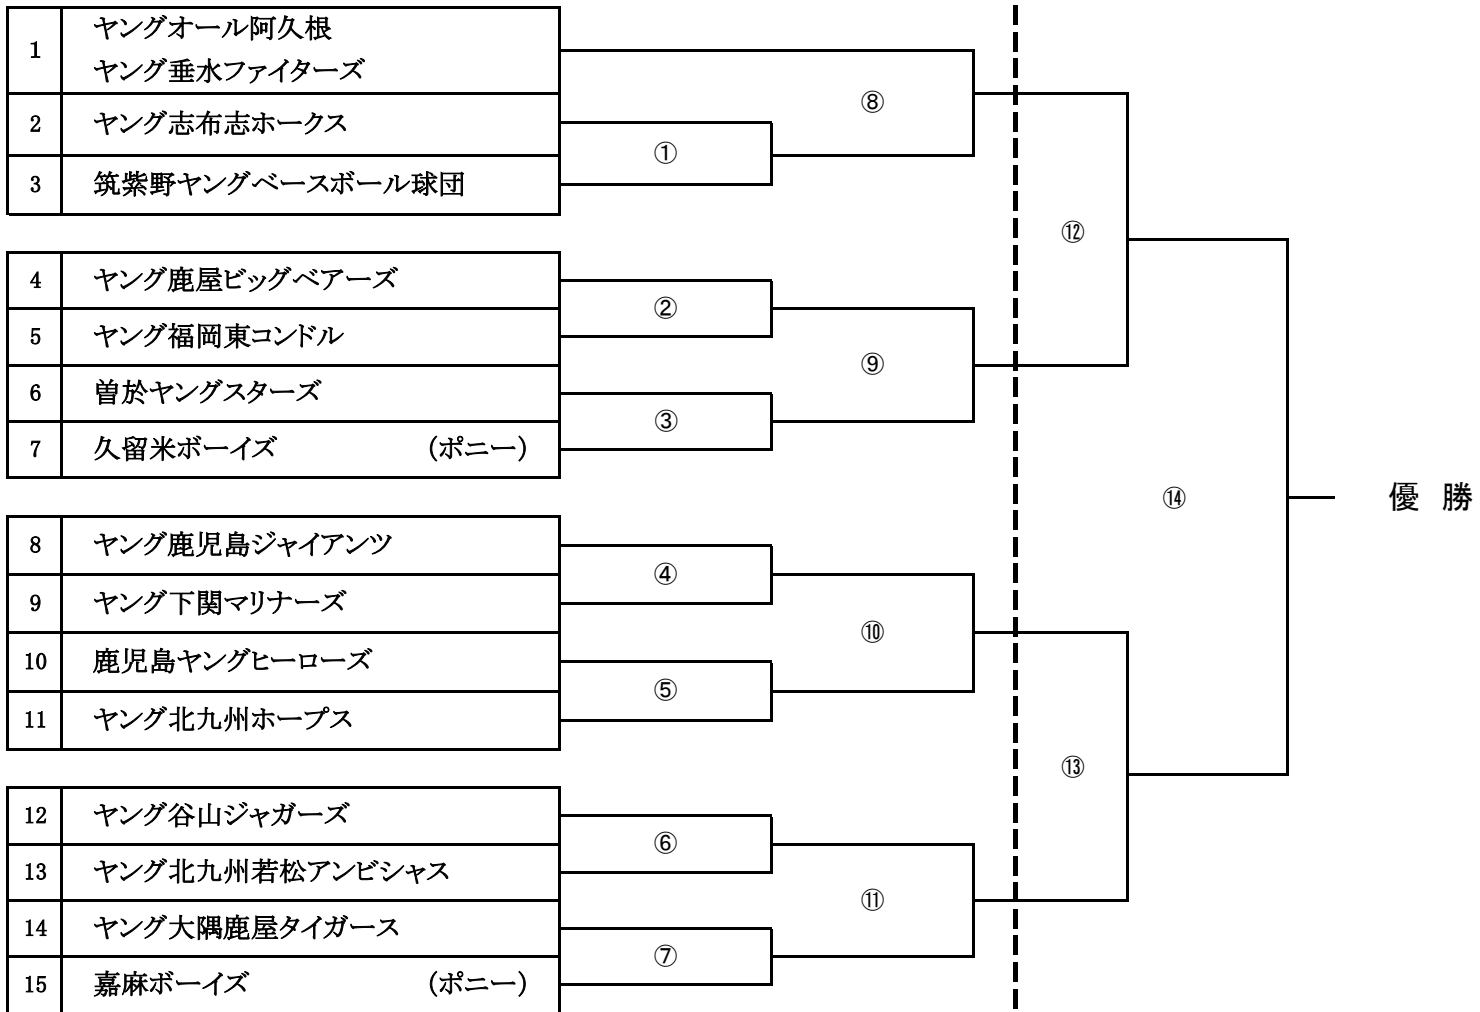 1 ヤングオール阿久根
ヤング垂水ファイターズ
2 ヤング志布志ホークス
3 筑紫野ヤングベースボール球団
4 ヤング鹿屋ビッグベアーズ
5 ヤング福岡東コンドル
6 曽於ヤングスターズ
7 久留米ボーイズ (ポニー)
8 ヤング鹿児島ジャイアンツ
9 ヤング下関マリナーズ
10 鹿児島ヤングヒーローズ
11 ヤング北九州ホープス
12 ヤング谷山ジャガーズ
13 ヤング北九州若松アンビシャス
14 ヤング大隅鹿屋タイガース
15 嘉麻ボーイズ (ポニー)
①
②
③
④
⑤
⑥
⑦
⑧
⑨
⑩
⑪
⑫
⑬
⑭
優 勝